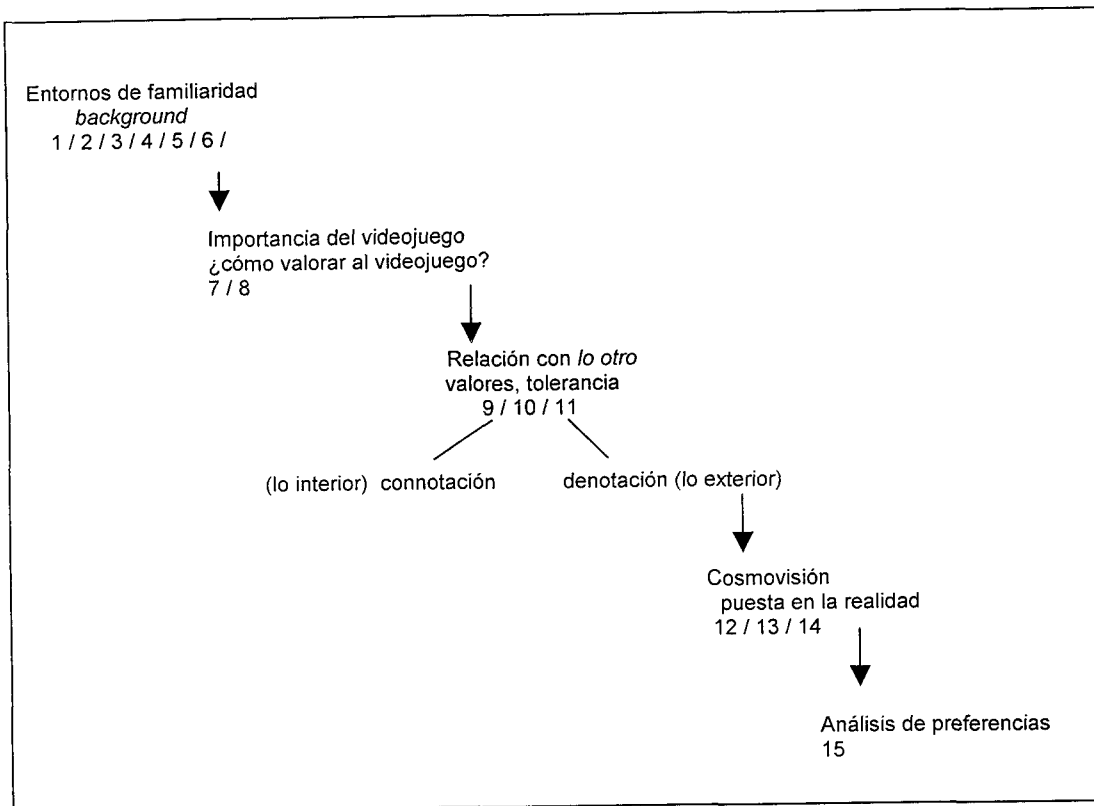 Entornos de familiaridad
background
1 / 2 / 3 / 4 / 5 / 6 /
Importancia del videojuego
¿cómo valorar al videojuego?
7 / 8
Relación con lo otro
valores, tolerancia
9 / 10 / 11
(lo interior) connotación denotación (lo exterior)
Cosmovisión
puesta en la realidad
12 / 13 / 14
Análisis de preferencias
15